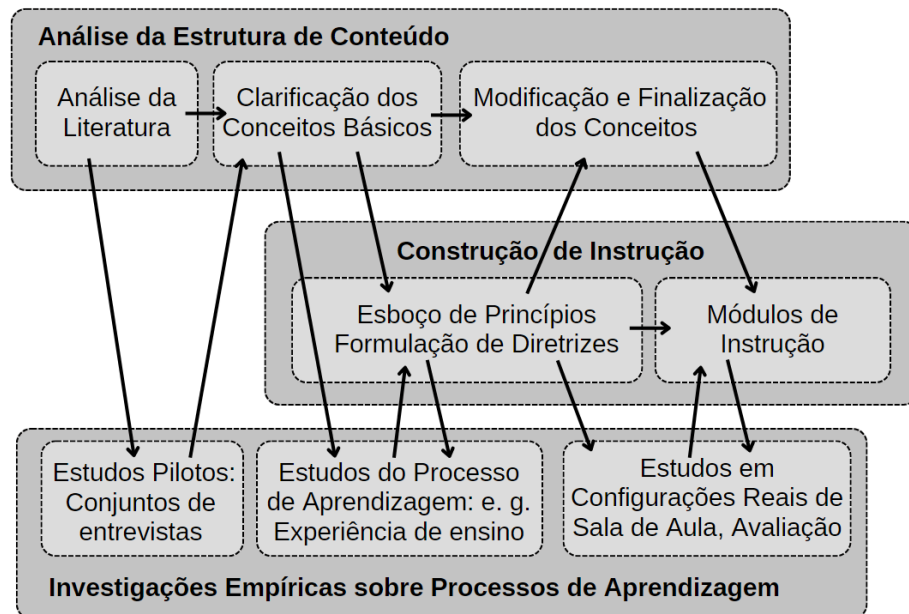 Análise da Estrutura de Conteúdo
Análise da
Literatura
Clarificação dos
Conceitos Básicos
Modificação e Finalização
dos Conceitos
Construção de Instrução
Esboço de Princípios
Formulação de Diretrizes
Módulos de
Instrução
Estudos Pilotos:
Conjuntos de
entrevistas
Estudos do Processo
de Aprendizagem: e. g.
Experiência de ensino
Estudos em
Configurações Reais de
Sala de Aula, Avaliação
Investigações Empíricas sobre Processos de Aprendizagem